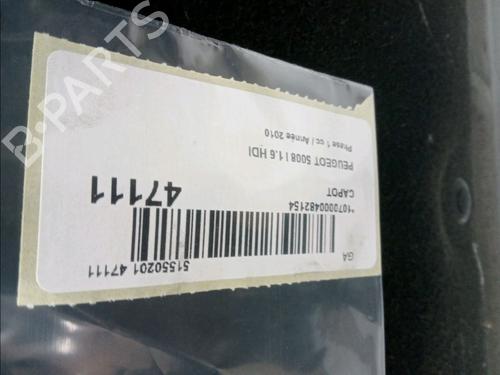 GA
*1070000482154
CAPOT
PEUGEOT 5008 I 1.6 HDI
Phase 1 cc / Année 2010
47111
51550201 47111
B-PARTS